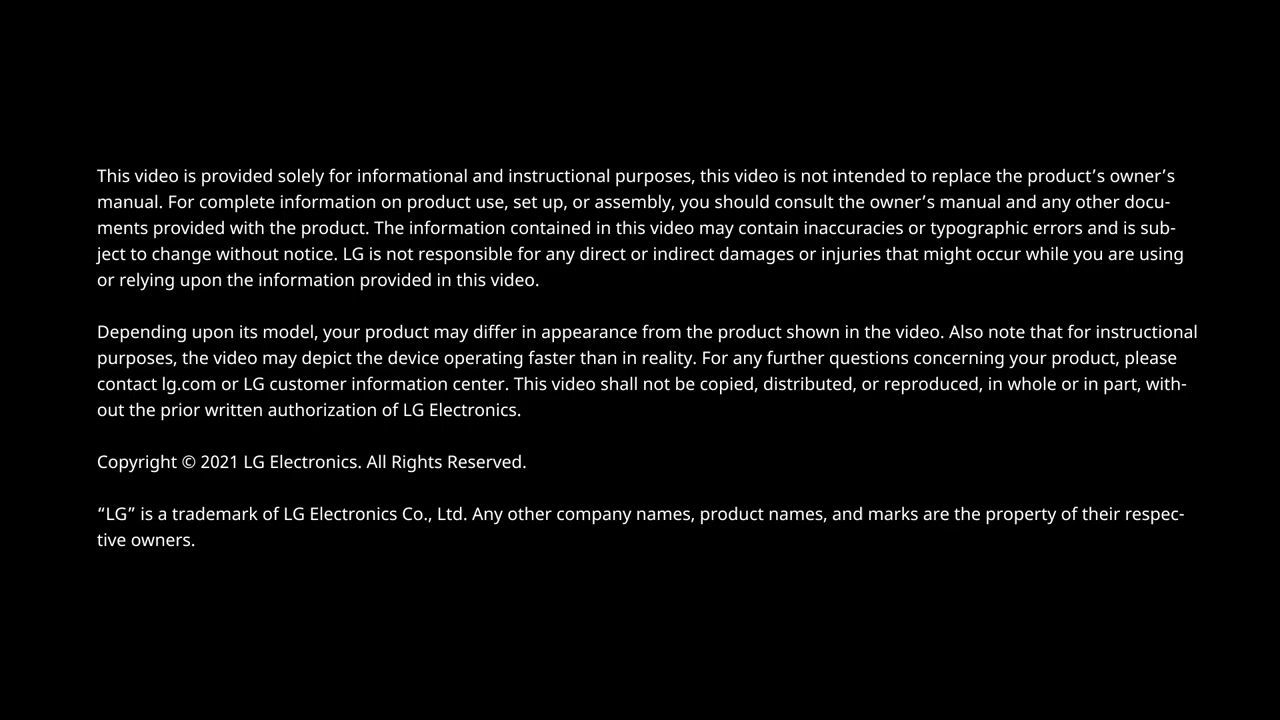 This video is provided solely for informational and instructional purposes, this video is not intended to replace the product’s owner’s
manual. For complete information on product use, set up, or assembly, you should consult the owner’s manual and any other docu-
ments provided with the product. The information contained in this video may contain inaccuracies or typographic errors and is sub-
ject to change without notice. LG is not responsible for any direct or indirect damages or injuries that might occur while you are using
or relying upon the information provided in this video.
Depending upon its model, your product may differ in appearance from the product shown in the video. Also note that for instructional
purposes, the video may depict the device operating faster than in reality. For any further questions concerning your product, please
contact lg.com or LG customer information center. This video shall not be copied, distributed, or reproduced, in whole or in part, with-
out the prior written authorization of LG Electronics.
Copyright © 2021 LG Electronics. All Rights Reserved.
“LG” is a trademark of LG Electronics Co., Ltd. Any other company names, product names, and marks are the property of their respec-
tive owners.